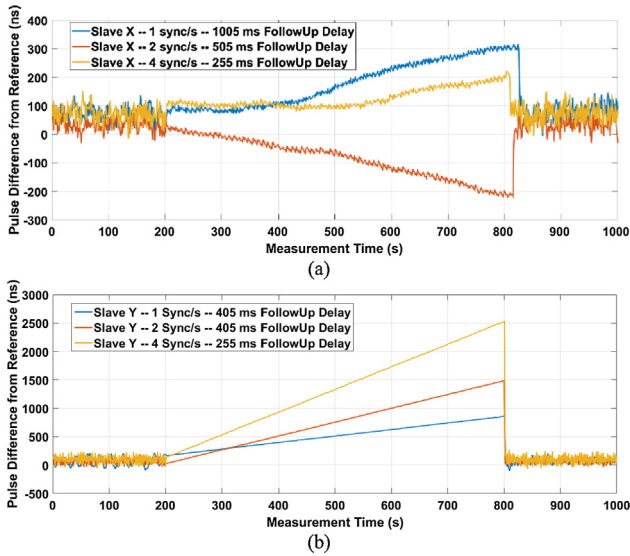 Pulse Difference from Reference (ns)
400
300
200
100
0
-100
-200
-300
Slave X -- 1 sync/s -- 1005 ms FollowUp Delay
Slave X -- 2 sync/s -- 505 ms FollowUp Delay
Slave X -- 4 sync/s -- 255 ms FollowUp Delay
0 100 200 300 400 500 600 700 800 900 1000
Measurement Time (s)
(a)
Pulse Difference from Reference (ns)
3000
2500
2000
1500
1000
500
0
-500
Slave Y -- 1 Sync/s -- 405 ms FollowUp Delay
Slave Y -- 2 Sync/s -- 405 ms FollowUp Delay
Slave Y -- 4 Sync/s -- 255 ms FollowUp Delay
0 100 200 300 400 500 600 700 800 900 1000
Measurement Time (s)
(b)